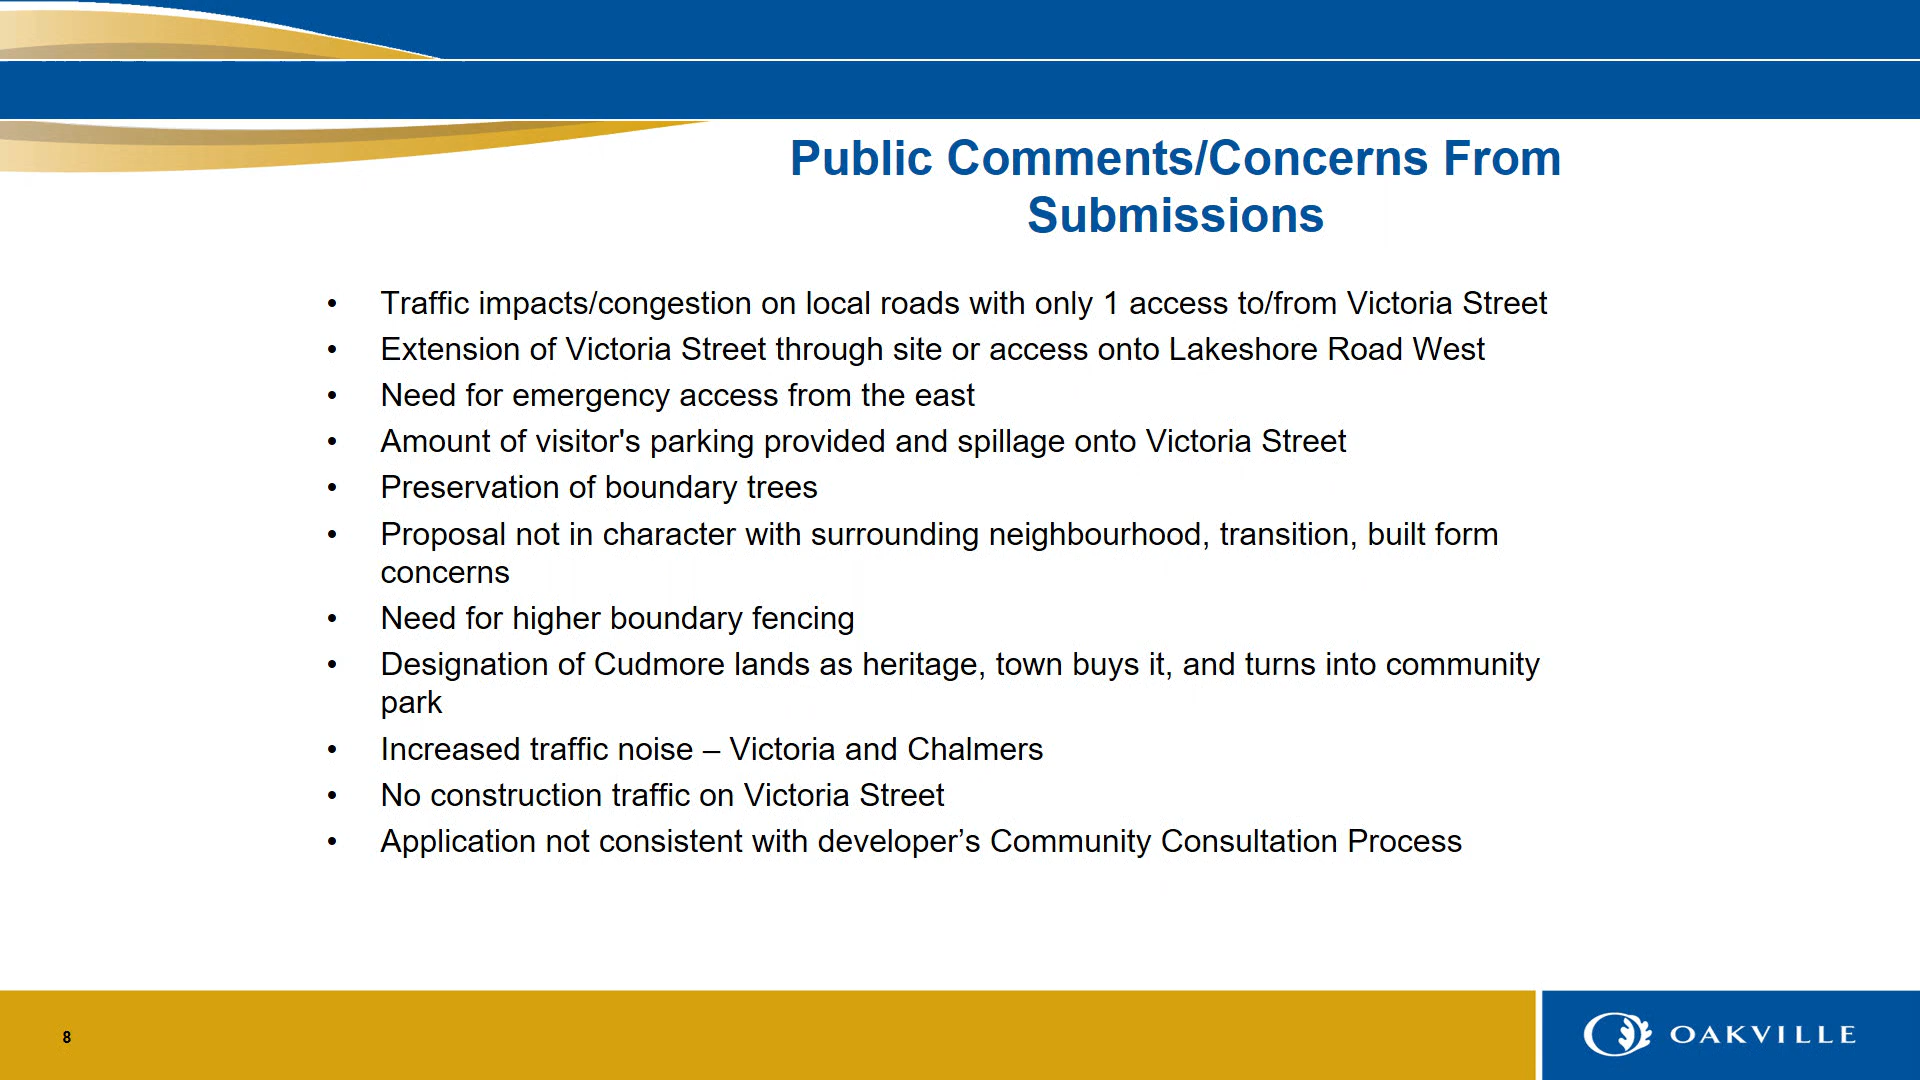 Public Comments/Concerns From
Submissions
• Traffic impacts/congestion on local roads with only 1 access to/from Victoria Street
• Extension of Victoria Street through site or access onto Lakeshore Road West
• Need for emergency access from the east
• Amount of visitor's parking provided and spillage onto Victoria Street
• Preservation of boundary trees
• Proposal not in character with surrounding neighbourhood, transition, built form
concerns
• Need for higher boundary fencing
• Designation of Cudmore lands as heritage, town buys it, and turns into community
park
• Increased traffic noise – Victoria and Chalmers
• No construction traffic on Victoria Street
• Application not consistent with developer’s Community Consultation Process
8
OAKVILLE